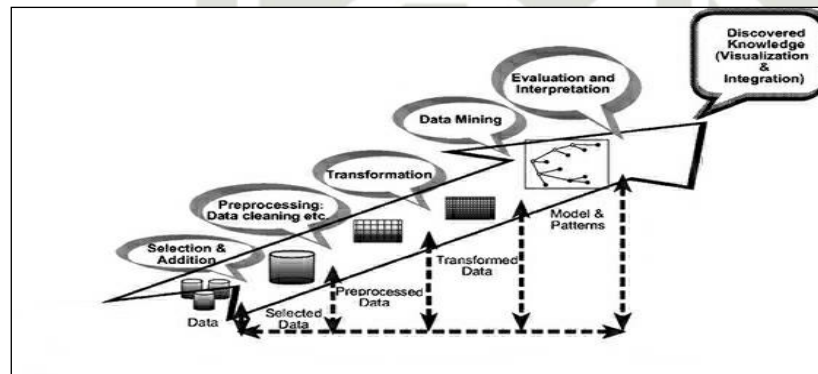 Discovered
Knowledge
(Visualization
&
Integration)
Evaluation and
Interpretation
Data Mining
Transformation
Preprocessing:
Data cleaning etc.
Selection &
Addition
Data
Selected
Data
Preprocessed
Data
Transformed
Data
Model &
Patterns